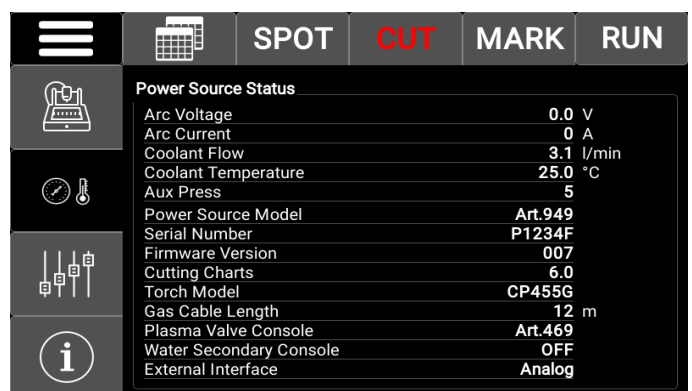 SPOT CUT MARK RUN
Power Source Status
Arc Voltage 0.0 V
Arc Current 0 A
Coolant Flow 3.1 l/min
Coolant Temperature 25.0 °C
Aux Press 5
Power Source Model Art.949
Serial Number P1234F
Firmware Version 007
Cutting Charts 6.0
Torch Model CP455G
Gas Cable Length 12 m
Plasma Valve Console Art.469
Water Secondary Console OFF
External Interface Analog
i